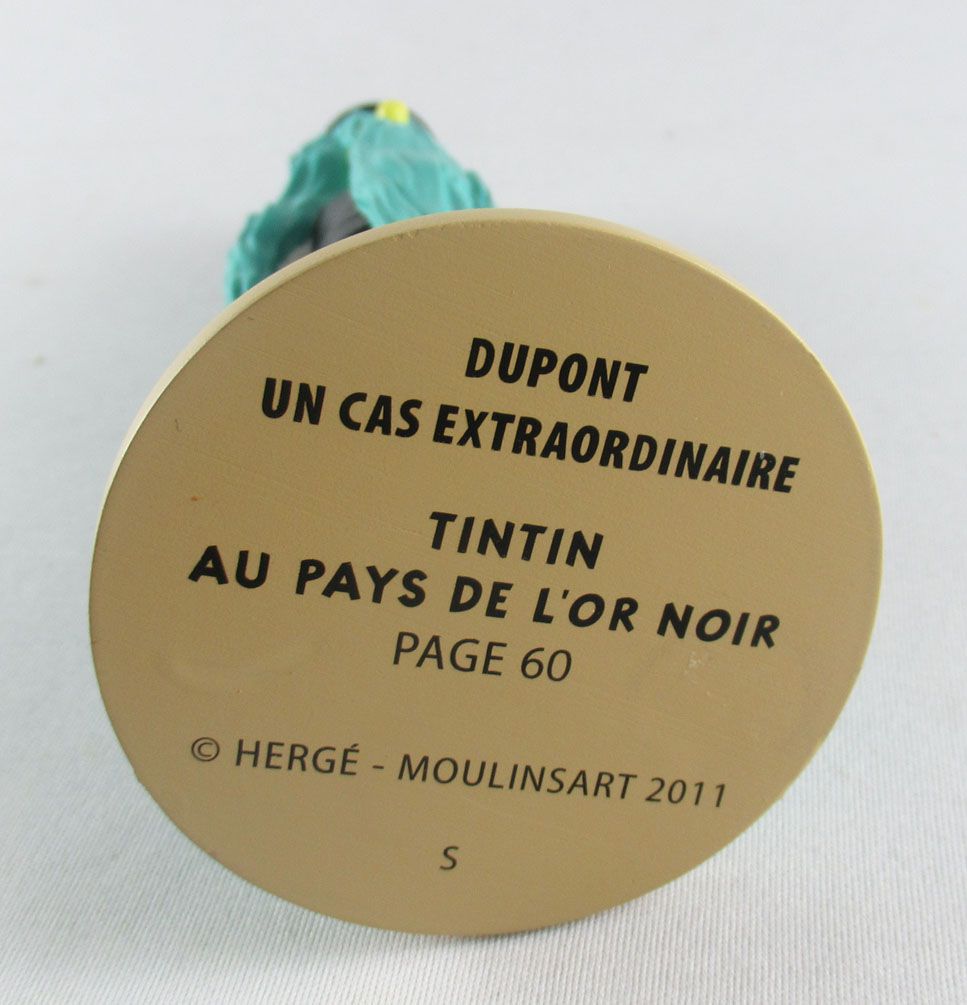 DUPONT
UN CAS EXTRAORDINAIRE
TINTIN
AU PAYS DE L'OR NOIR
PAGE 60
© HERGÉ - MOULINSART 2011
S